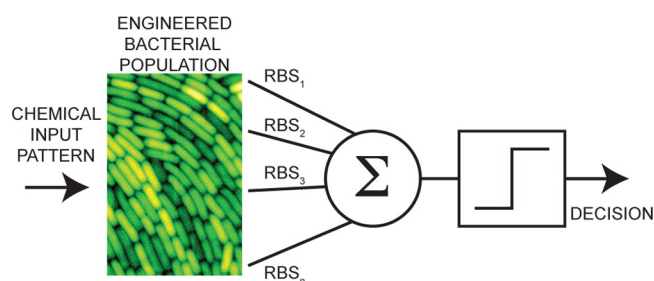 ENGINEERED
BACTERIAL
POPULATION
CHEMICAL
INPUT
PATTERN
RBS1
RBS2
RBS3
RBS
Σ
DECISION